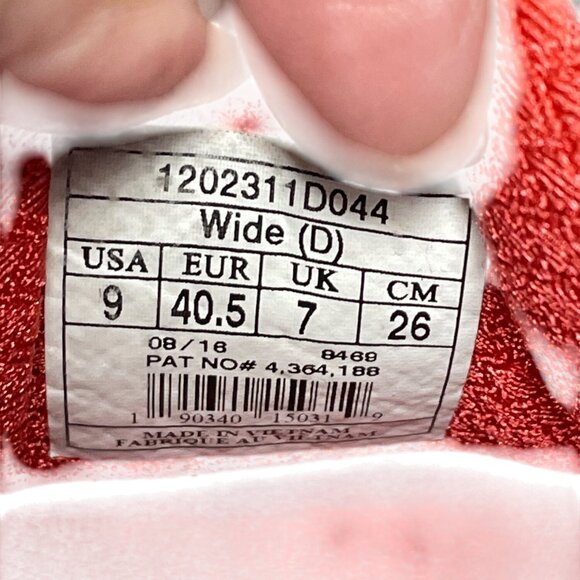 1202311D044
Wide (D)
USA EUR UK CM
9 40.5 7 26
08/16 8469
PAT NO# 4,364,188
1 90340 15031 9
MADE IN VIETNAM
FABRIQUE AU VIETNAM